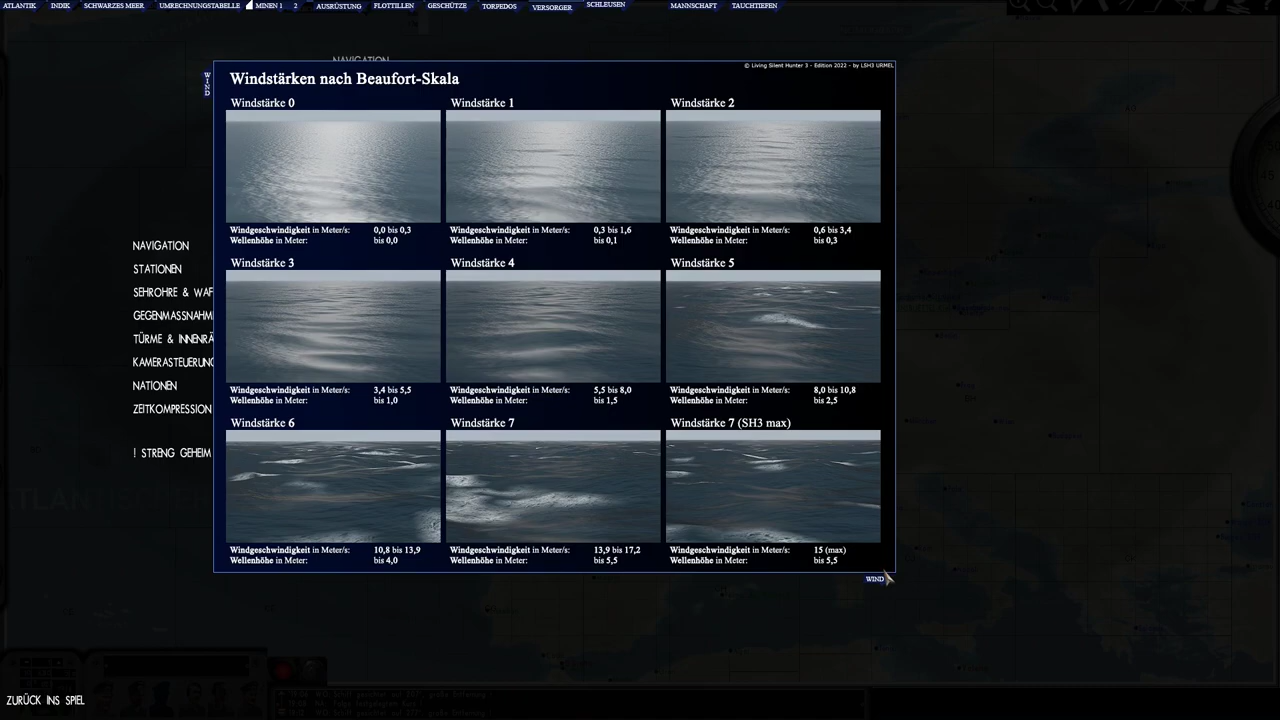 ATLANTIK INDIK SCHWARZES MEER UMRECHNUNGSTABELLE MINEN 1 2 AUSRÜSTUNG FLOTTILLEN GESCHÜTZE TORPEDOS VERSORGER SCHLEUSEN MANNSCHAFT TAUCHTIEFEN
NAVIGATION
© Living Silent Hunter 3 - Edition 2022 - by LSH3 URMEL
WIND
Windstärken nach Beaufort-Skala
Windstärke 0 Windstärke 1 Windstärke 2
Windgeschwindigkeit in Meter/s: 0,0 bis 0,3 Windgeschwindigkeit in Meter/s: 0,3 bis 1,6 Windgeschwindigkeit in Meter/s: 0,6 bis 3,4
Wellenhöhe in Meter: bis 0,0 Wellenhöhe in Meter: bis 0,1 Wellenhöhe in Meter: bis 0,3
NAVIGATION
Windstärke 3 Windstärke 4 Windstärke 5
STATIONEN
SEHROHRE & WAF
GEGENMASSNAHM
TÜRME & INNENRÄ
KAMERASTEUERUNG
NATIONEN
Windgeschwindigkeit in Meter/s: 3,4 bis 5,5 Windgeschwindigkeit in Meter/s: 5,5 bis 8,0 Windgeschwindigkeit in Meter/s: 8,0 bis 10,8
Wellenhöhe in Meter: bis 1,0 Wellenhöhe in Meter: bis 1,5 Wellenhöhe in Meter: bis 2,5
ZEITKOMPRESSION
Windstärke 6 Windstärke 7 Windstärke 7 (SH3 max)
! STRENG GEHEIM
Windgeschwindigkeit in Meter/s: 10,8 bis 13,9 Windgeschwindigkeit in Meter/s: 13,9 bis 17,2 Windgeschwindigkeit in Meter/s: 15 (max)
Wellenhöhe in Meter: bis 4,0 Wellenhöhe in Meter: bis 5,5 Wellenhöhe in Meter: bis 5,5
WIND
ZURÜCK INS SPIEL